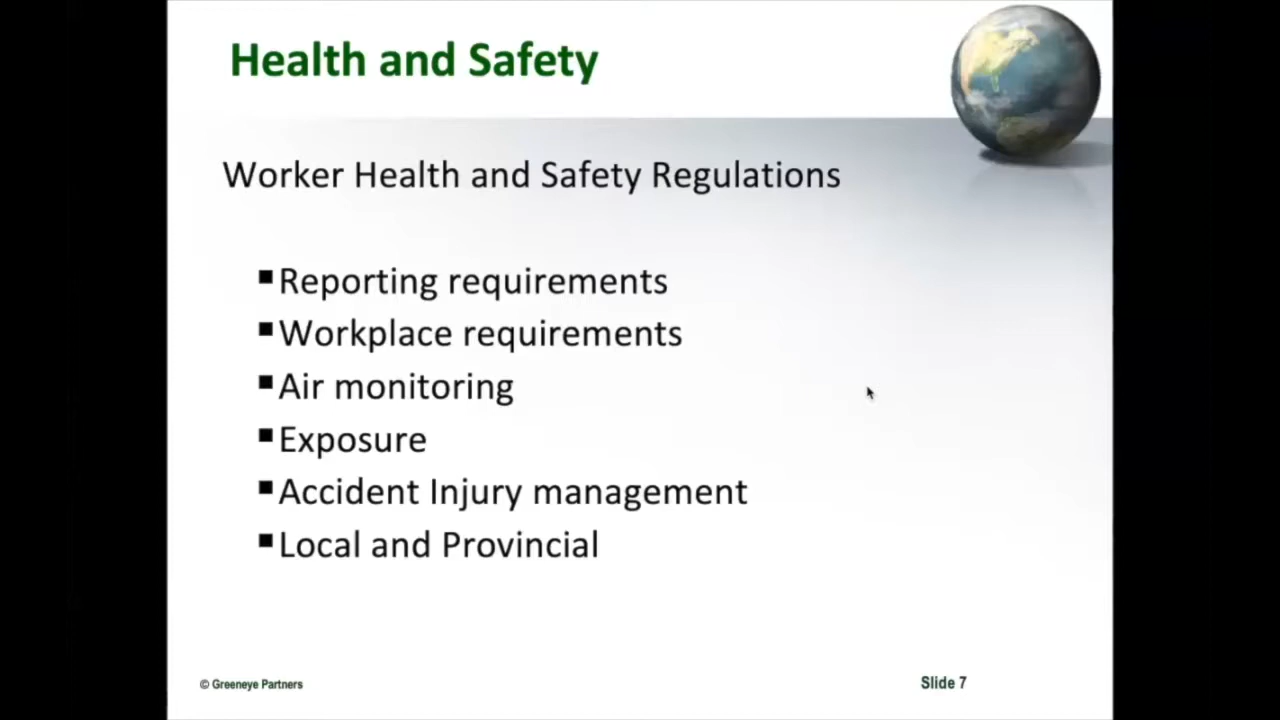 Health and Safety
Worker Health and Safety Regulations
▪Reporting requirements
▪Workplace requirements
▪Air monitoring
▪Exposure
▪Accident Injury management
▪Local and Provincial
© Greeneye Partners
Slide 7